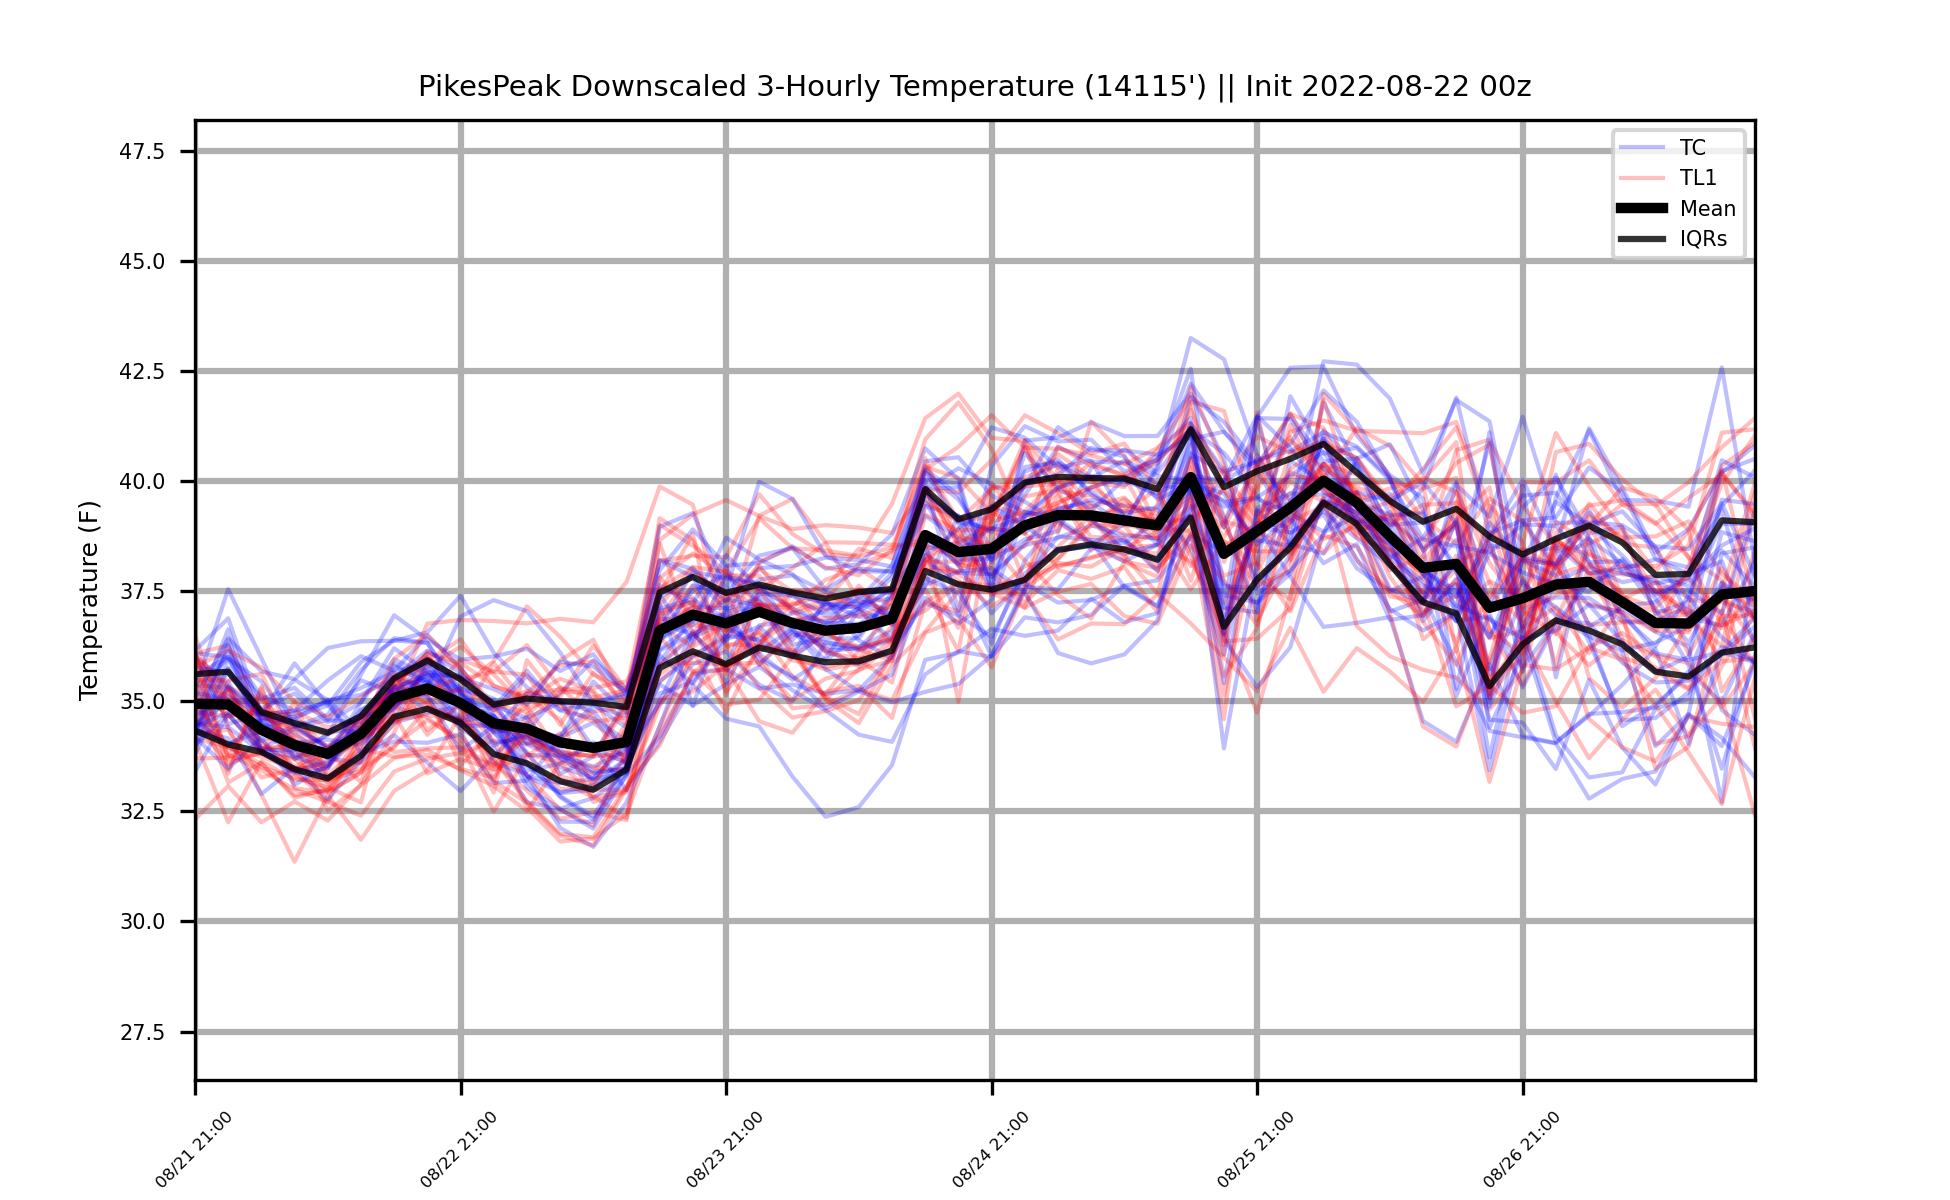 PikesPeak Downscaled 3-Hourly Temperature (14115') || Init 2022-08-22 00z
TC
TL1
Mean
IQRs
Temperature (F)
47.5
45.0
42.5
40.0
37.5
35.0
32.5
30.0
27.5
08/21 21:00
08/22 21:00
08/23 21:00
08/24 21:00
08/25 21:00
08/26 21:00